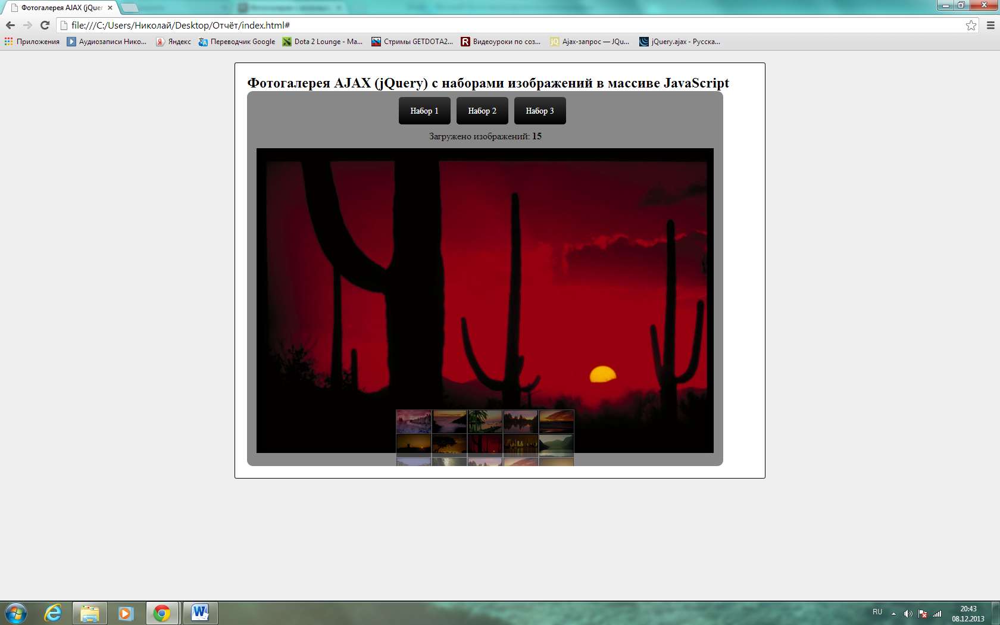 Фотогалерея AJAX (jQuer
file:///C:/Users/Николай/Desktop/Отчёт/index.html#
Приложения
Аудиозаписи Нико...
Яндекс
Переводчик Google
Dota 2 Lounge - Ma...
Стримы GETDOTA2...
Видеоуроки по соз...
Ajax-запрос — JQu...
jQuery.ajax - Русска...
Фотогалерея AJAX (jQuery) с наборами изображений в массиве JavaScript
Набор 1
Набор 2
Набор 3
Загружено изображений: 15
RU
20:43
08.12.2013